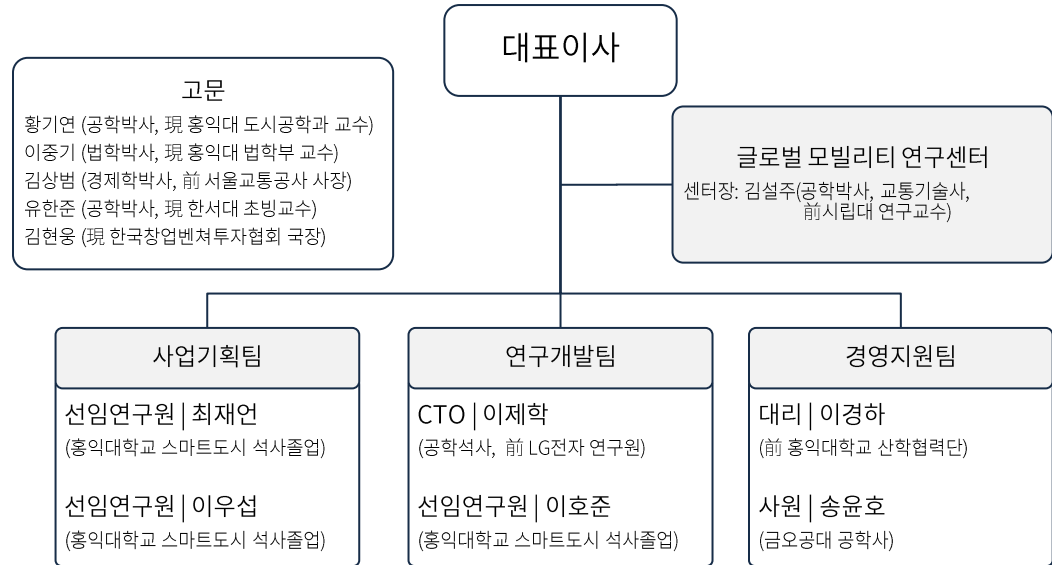 대표이사
고문
황기연 (공학박사, 現 홍익대 도시공학과 교수)
이중기 (법학박사, 現 홍익대 법학부 교수)
김상범 (경제학박사, 前 서울교통공사 사장)
유한준 (공학박사, 現 한서대 초빙교수)
김현웅 (現 한국창업벤쳐투자협회 국장)
글로벌 모빌리티 연구센터
센터장: 김설주(공학박사, 교통기술사,
前시립대 연구교수)
사업기획팀
선임연구원 | 최재언
(홍익대학교 스마트도시 석사졸업)
선임연구원 | 이우섭
(홍익대학교 스마트도시 석사졸업)
연구개발팀
CTO | 이제학
(공학석사, 前 LG전자 연구원)
선임연구원 | 이호준
(홍익대학교 스마트도시 석사졸업)
경영지원팀
대리 | 이경하
(前 홍익대학교 산학협력단)
사원 | 송윤호
(금오공대 공학사)